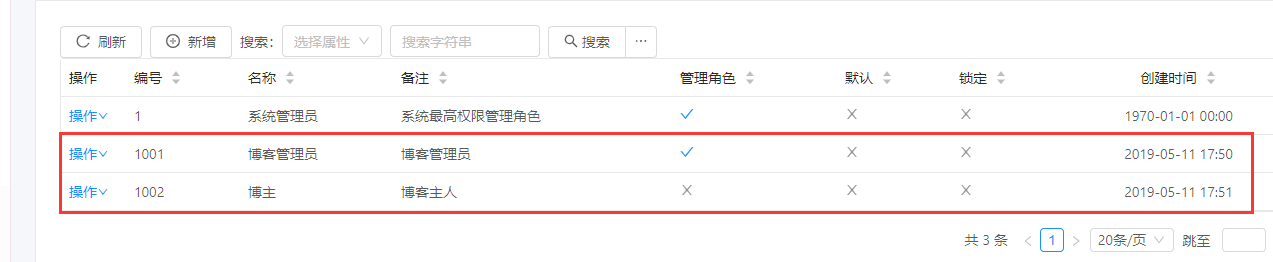 刷新 新增 搜索: 选择属性 搜索字符串 搜索 ···
操作 编号 名称 备注 管理角色 默认 锁定 创建时间
操作 1 系统管理员 系统最高权限管理角色 1970-01-01 00:00
操作 1001 博客管理员 博客管理员 2019-05-11 17:50
操作 1002 博主 博客主人 2019-05-11 17:51
共 3 条 < 1 > 20条/页 跳至